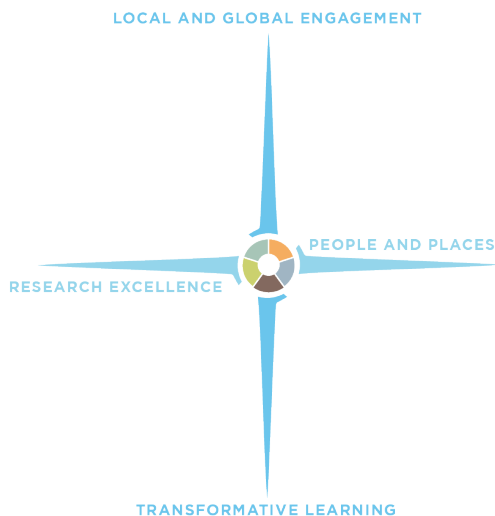 LOCAL AND GLOBAL ENGAGEMENT
PEOPLE AND PLACES
RESEARCH EXCELLENCE
TRANSFORMATIVE LEARNING